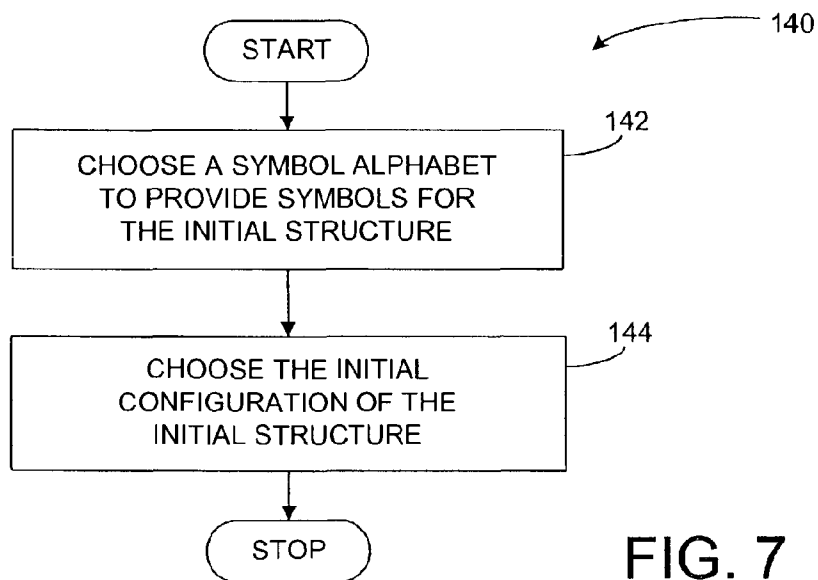 140
START
142
CHOOSE A SYMBOL ALPHABET
TO PROVIDE SYMBOLS FOR
THE INITIAL STRUCTURE
144
CHOOSE THE INITIAL
CONFIGURATION OF THE
INITIAL STRUCTURE
STOP
FIG. 7